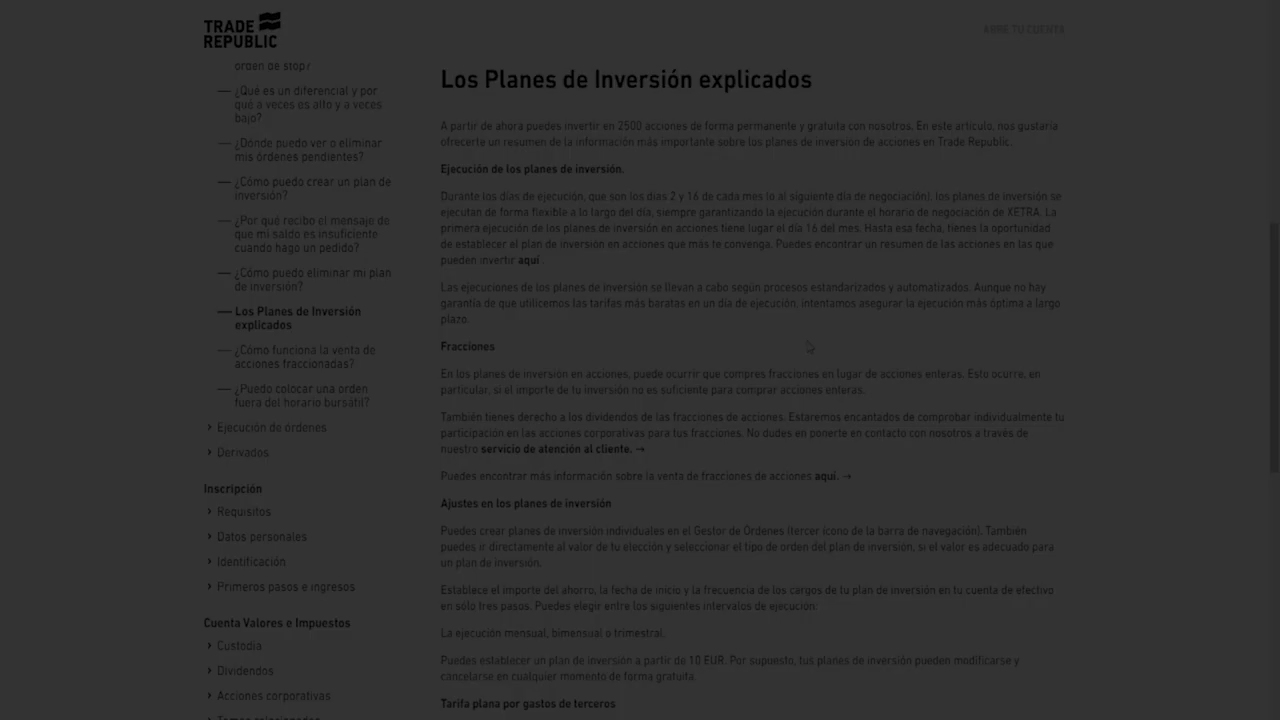 TRADE
REPUBLIC
ABRE TU CUENTA
orden de stop?
— ¿Qué es un diferencial y por
qué a veces es alto y a veces
bajo?
— ¿Dónde puedo ver o eliminar
mis órdenes pendientes?
— ¿Cómo puedo crear un plan de
inversión?
— ¿Por qué recibo el mensaje de
que mi saldo es insuficiente
cuando hago un pedido?
— ¿Cómo puedo eliminar mi plan
de inversión?
— Los Planes de Inversión
explicados
— ¿Cómo funciona la venta de
acciones fraccionadas?
— ¿Puedo colocar una orden
fuera del horario bursátil?
› Ejecución de órdenes
› Derivados
Inscripción
› Requisitos
› Datos personales
› Identificación
› Primeros pasos e ingresos
Cuenta Valores e Impuestos
› Custodia
› Dividendos
› Acciones corporativas
Los Planes de Inversión explicados
A partir de ahora puedes invertir en 2500 acciones de forma permanente y gratuita con nosotros. En este artículo, nos gustaría
ofrecerte un resumen de la información más importante sobre los planes de inversión de acciones en Trade Republic.
Ejecución de los planes de inversión.
Durante los días de ejecución, que son los días 2 y 16 de cada mes (o al siguiente día de negociación), los planes de inversión se
ejecutan de forma flexible a lo largo del día, siempre garantizando la ejecución durante el horario de negociación de XETRA. La
primera ejecución de los planes de inversión en acciones tiene lugar el día 16 del mes. Hasta esa fecha, tienes la oportunidad
de establecer el plan de inversión en acciones que más te convenga. Puedes encontrar un resumen de las acciones en las que
pueden invertir aquí .
Las ejecuciones de los planes de inversión se llevan a cabo según procesos estandarizados y automatizados. Aunque no hay
garantía de que utilicemos las tarifas más baratas en un día de ejecución, intentamos asegurar la ejecución más óptima a largo
plazo.
Fracciones
En los planes de inversión en acciones, puede ocurrir que compres fracciones en lugar de acciones enteras. Esto ocurre, en
particular, si el importe de tu inversión no es suficiente para comprar acciones enteras.
También tienes derecho a los dividendos de las fracciones de acciones. Estaremos encantados de comprobar individualmente tu
participación en las acciones corporativas para tus fracciones. No dudes en ponerte en contacto con nosotros a través de
nuestro servicio de atención al cliente. →
Puedes encontrar más información sobre la venta de fracciones de acciones aquí. →
Ajustes en los planes de inversión
Puedes crear planes de inversión individuales en el Gestor de Órdenes (tercer ícono de la barra de navegación). También
puedes ir directamente al valor de tu elección y seleccionar el tipo de orden del plan de inversión, si el valor es adecuado para
un plan de inversión.
Establece el importe del ahorro, la fecha de inicio y la frecuencia de los cargos de tu plan de inversión en tu cuenta de efectivo
en sólo tres pasos. Puedes elegir entre los siguientes intervalos de ejecución:
La ejecución mensual, bimensual o trimestral.
Puedes establecer un plan de inversión a partir de 10 EUR. Por supuesto, tus planes de inversión pueden modificarse y
cancelarse en cualquier momento de forma gratuita.
Tarifa plana por gastos de terceros